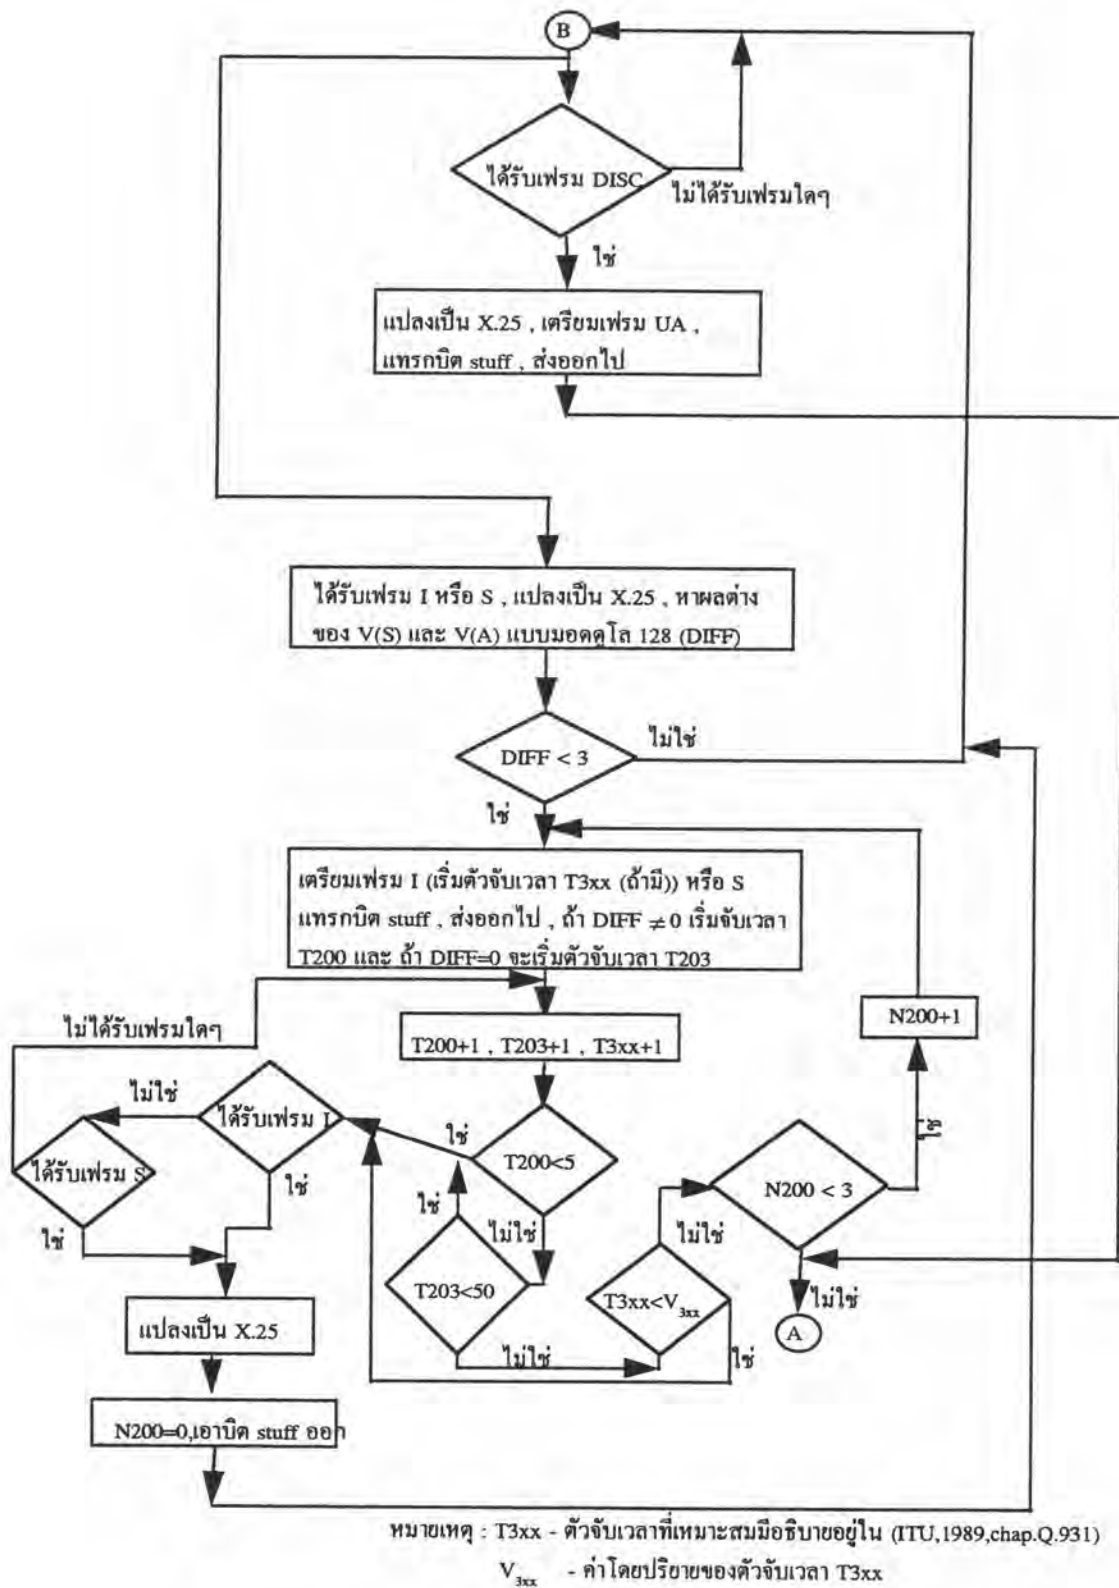 B
ได้รับเฟรม DISC
ไม่ได้รับเฟรมใดๆ
ใช่
แปลงเป็น X.25 , เตรียมเฟรม UA ,
แทรกบิต stuff , ส่งออกไป
ได้รับเฟรม I หรือ S , แปลงเป็น X.25 , หาผลต่าง
ของ V(S) และ V(A) แบบมอดดูโล 128 (DIFF)
DIFF < 3
ไม่ใช่
ใช่
เตรียมเฟรม I (เริ่มตัวจับเวลา T3xx (ถ้ามี)) หรือ S
แทรกบิต stuff , ส่งออกไป , ถ้า DIFF ≠ 0 เริ่มจับเวลา
T200 และ ถ้า DIFF=0 จะเริ่มตัวจับเวลา T203
ไม่ได้รับเฟรมใดๆ
T200+1 , T203+1 , T3xx+1
N200+1
ไม่ใช่
ได้รับเฟรม I
ใช่
T200<5
ใช่
ได้รับเฟรม S
ใช่
N200 < 3
ใช่
ไม่ใช่
ไม่ใช่
ใช่
T203<50
T3xx<V3xx
ไม่ใช่
A
แปลงเป็น X.25
ไม่ใช่
ใช่
N200=0,เอาบิต stuff ออก
หมายเหตุ : T3xx - ตัวจับเวลาที่เหมาะสมมีอธิบายอยู่ใน (ITU,1989,chap.Q.931)
V3xx - ค่าโดยปริยายของตัวจับเวลา T3xx